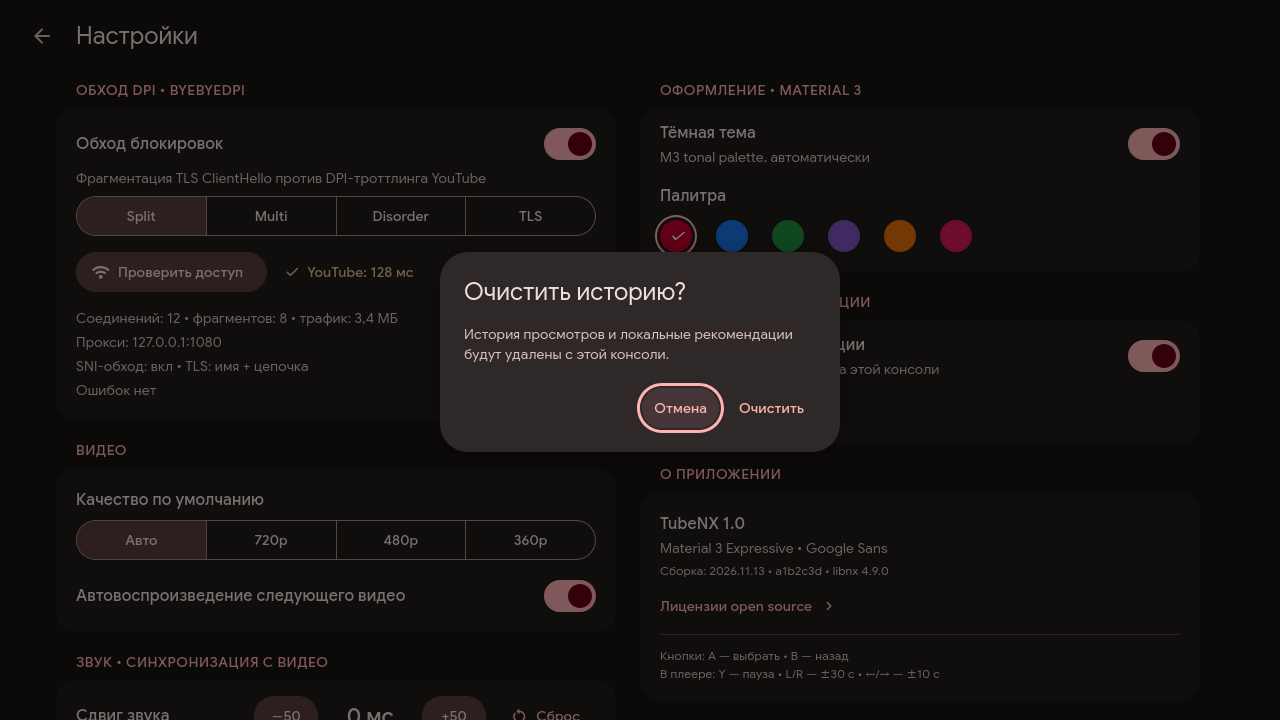 Настройки
ОБХОД DPI • BYEBYEDPI
Обход блокировок
Фрагментация TLS ClientHello против DPI-троттлинга YouTube
Split
Multi
Disorder
TLS
Проверить доступ
YouTube: 128 мс
Соединений: 12 • фрагментов: 8 • трафик: 3,4 МБ
Прокси: 127.0.0.1:1080
SNI-обход: вкл • TLS: имя + цепочка
Ошибок нет
ВИДЕО
Качество по умолчанию
Авто
720p
480p
360p
Автовоспроизведение следующего видео
ЗВУК • СИНХРОНИЗАЦИЯ С ВИДЕО
Сдвиг звука
−50
0 мс
+50
Сброс
ОФОРМЛЕНИЕ • MATERIAL 3
Тёмная тема
M3 tonal palette, автоматически
Палитра
этой консоли
О ПРИЛОЖЕНИИ
TubeNX 1.0
Material 3 Expressive • Google Sans
Сборка: 2026.11.13 • a1b2c3d • libnx 4.9.0
Лицензии open source
Кнопки: A — выбрать • B — назад
В плеере: Y — пауза • L/R — ±30 с • ←/→ — ±10 с
Очистить историю?
История просмотров и локальные рекомендации
будут удалены с этой консоли.
Отмена
Очистить